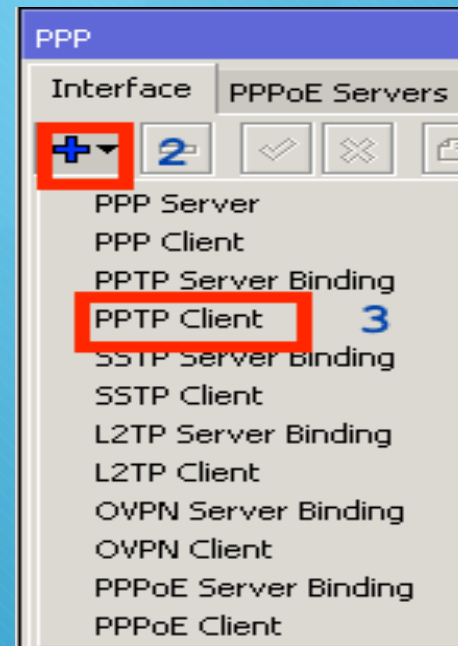 PPP
Interface PPPoE Servers
2
PPP Server
PPP Client
PPTP Server Binding
PPTP Client 3
SSTP Server Binding
SSTP Client
L2TP Server Binding
L2TP Client
OVPN Server Binding
OVPN Client
PPPoE Server Binding
PPPoE Client